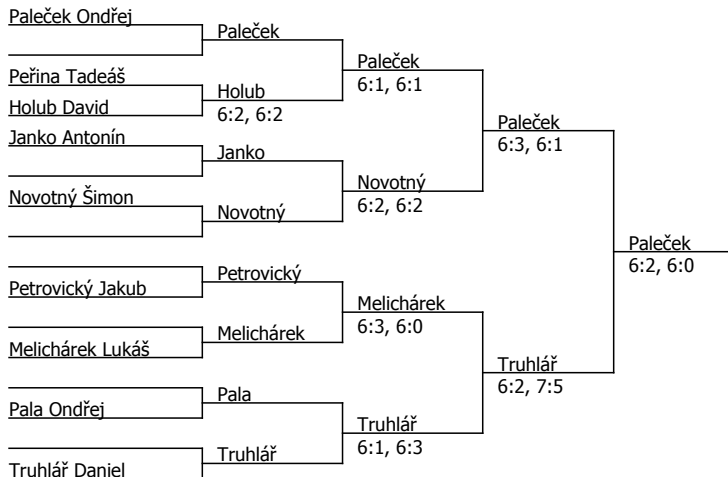 Paleček Ondřej
Peřina Tadeáš
Holub David
Janko Antonín
Novotný Šimon
Petrovický Jakub
Melichárek Lukáš
Pala Ondřej
Truhlář Daniel
Paleček
Holub
6:2, 6:2
Janko
Novotný
Petrovický
Melichárek
Pala
Truhlář
Paleček
6:1, 6:1
Novotný
6:2, 6:2
Melichárek
6:3, 6:0
Truhlář
6:1, 6:3
Paleček
6:3, 6:1
Truhlář
6:2, 7:5
Paleček
6:2, 6:0